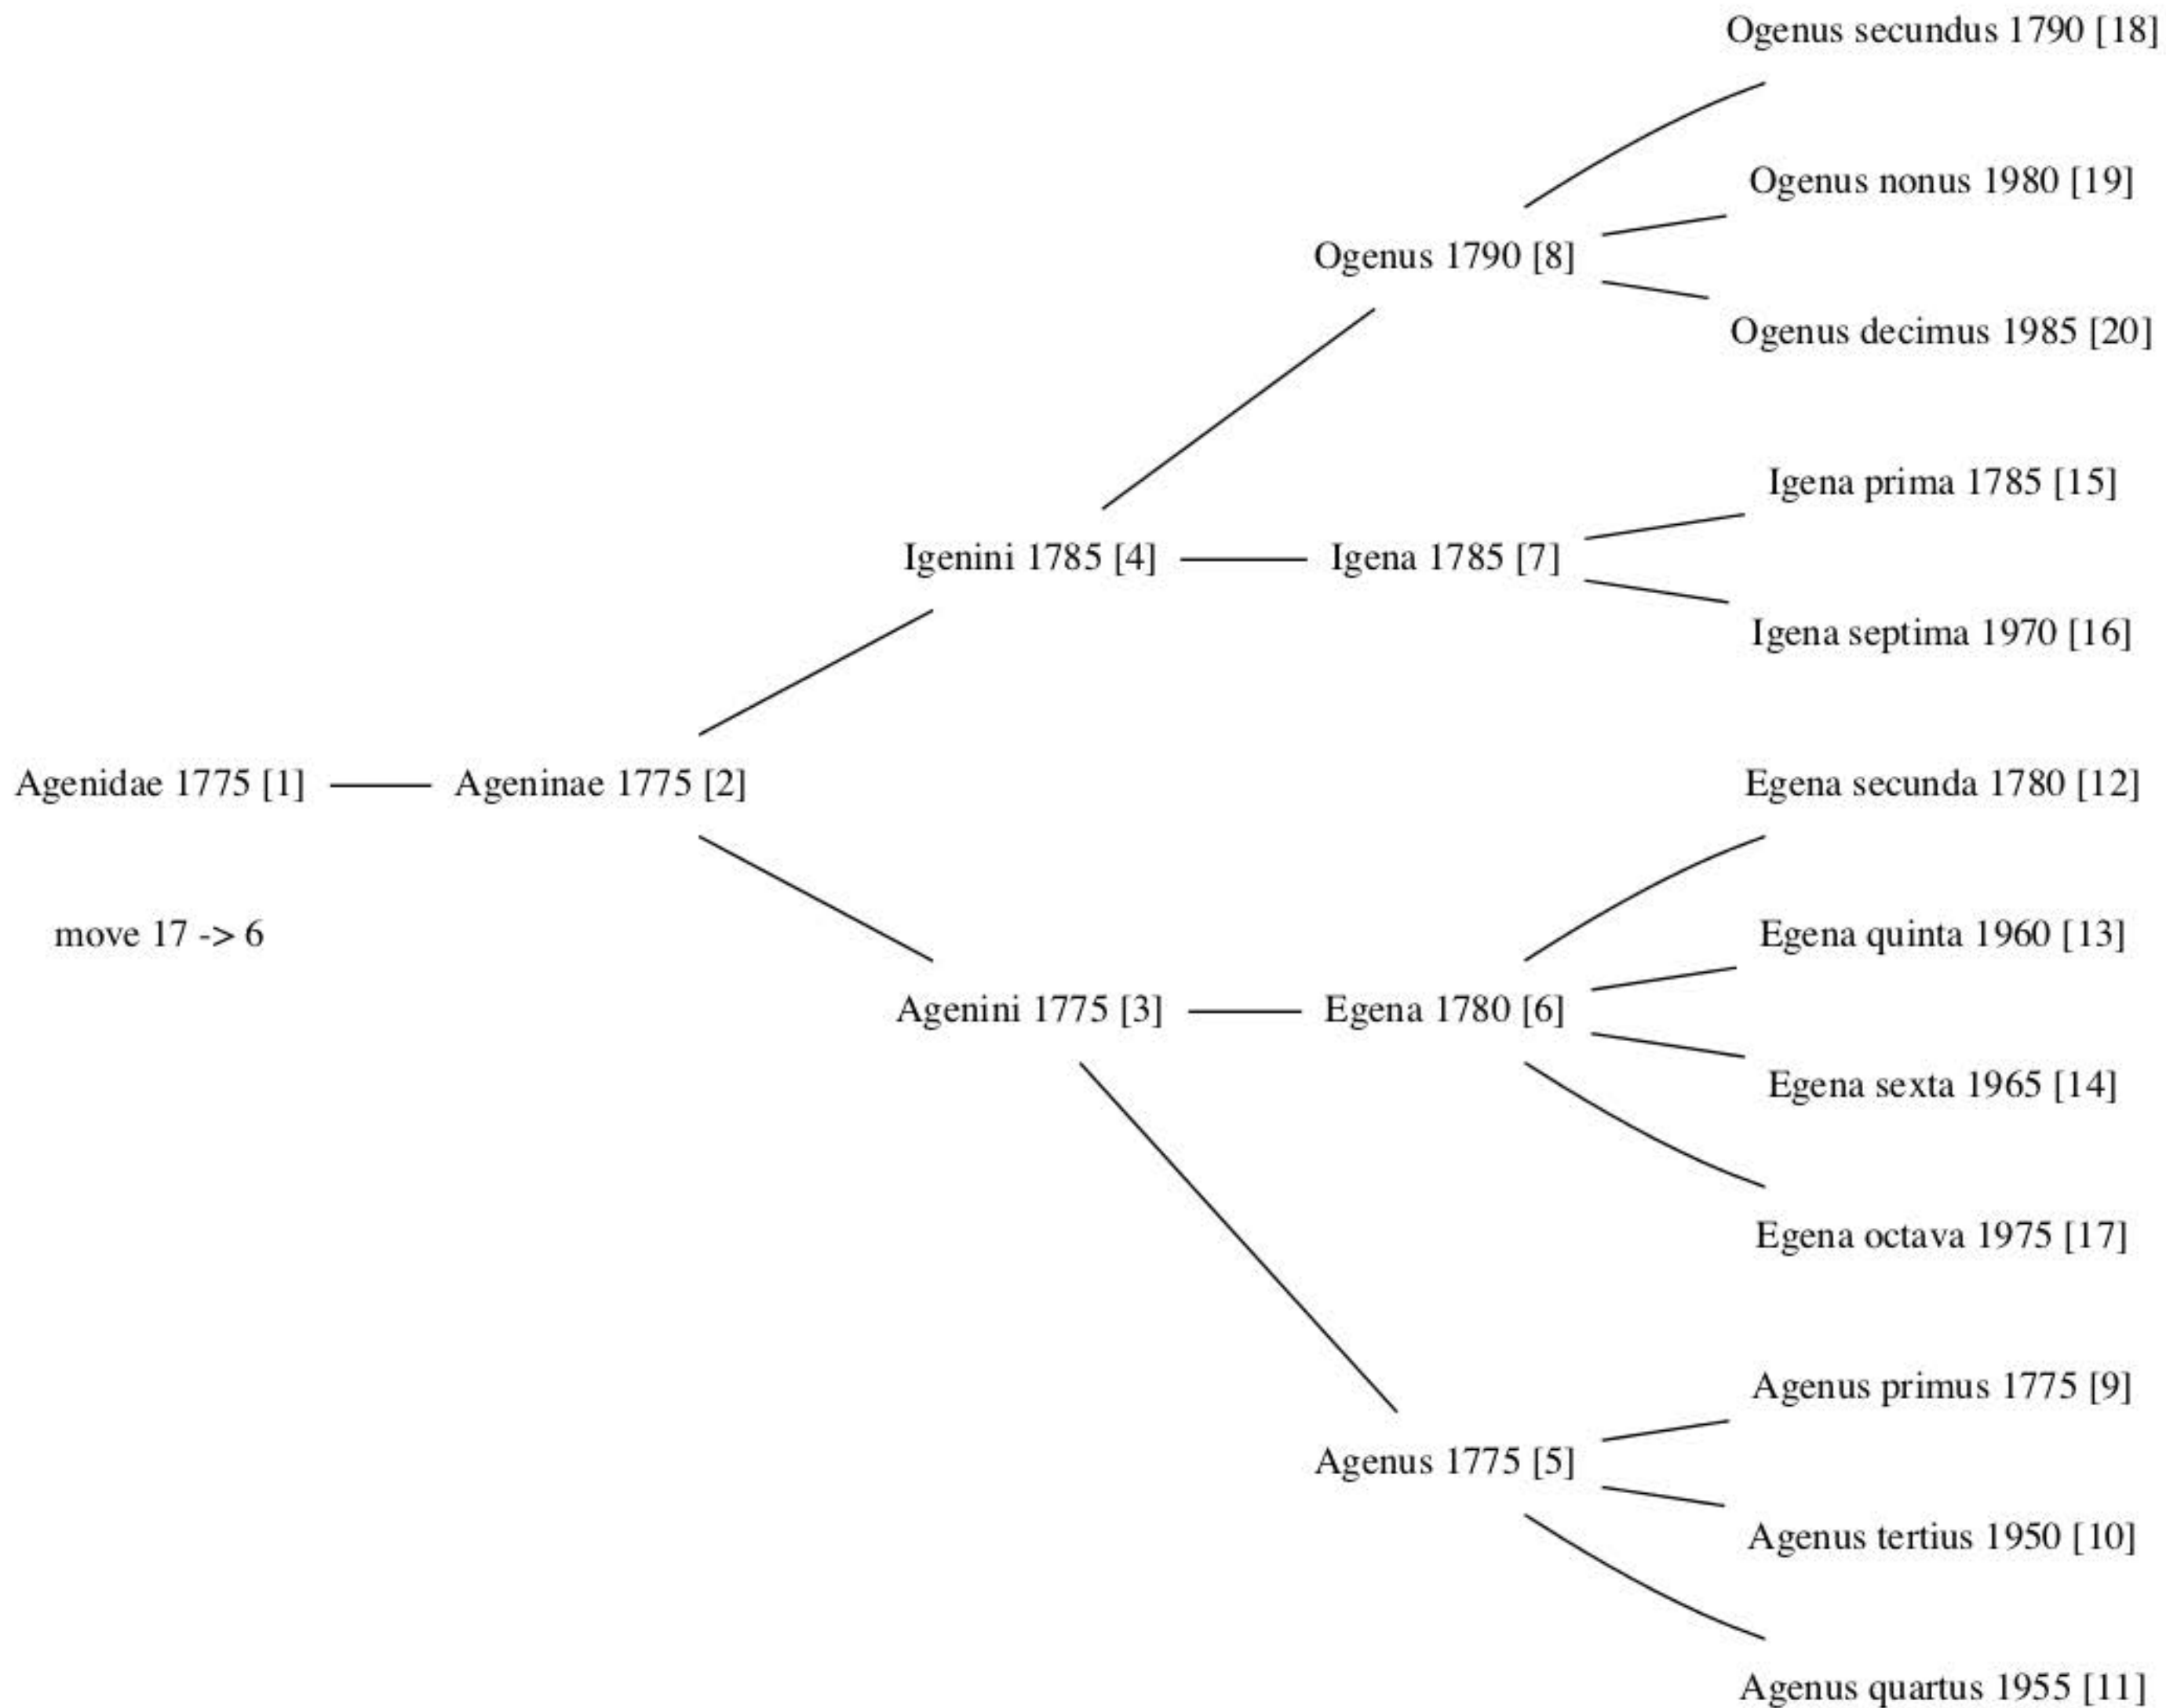 Ogenus secundus 1790 [18]
Ogenus nonus 1980 [19]
Ogenus 1790 [8]
Ogenus decimus 1985 [20]
Igena prima 1785 [15]
Igenini 1785 [4]
Igena 1785 [7]
Igena septima 1970 [16]
Agenidae 1775 [1]
Ageninae 1775 [2]
Egena secunda 1780 [12]
move 17 -> 6
Egena quinta 1960 [13]
Agenini 1775 [3]
Egena 1780 [6]
Egena sexta 1965 [14]
Egena octava 1975 [17]
Agenus primus 1775 [9]
Agenus 1775 [5]
Agenus tertius 1950 [10]
Agenus quartus 1955 [11]